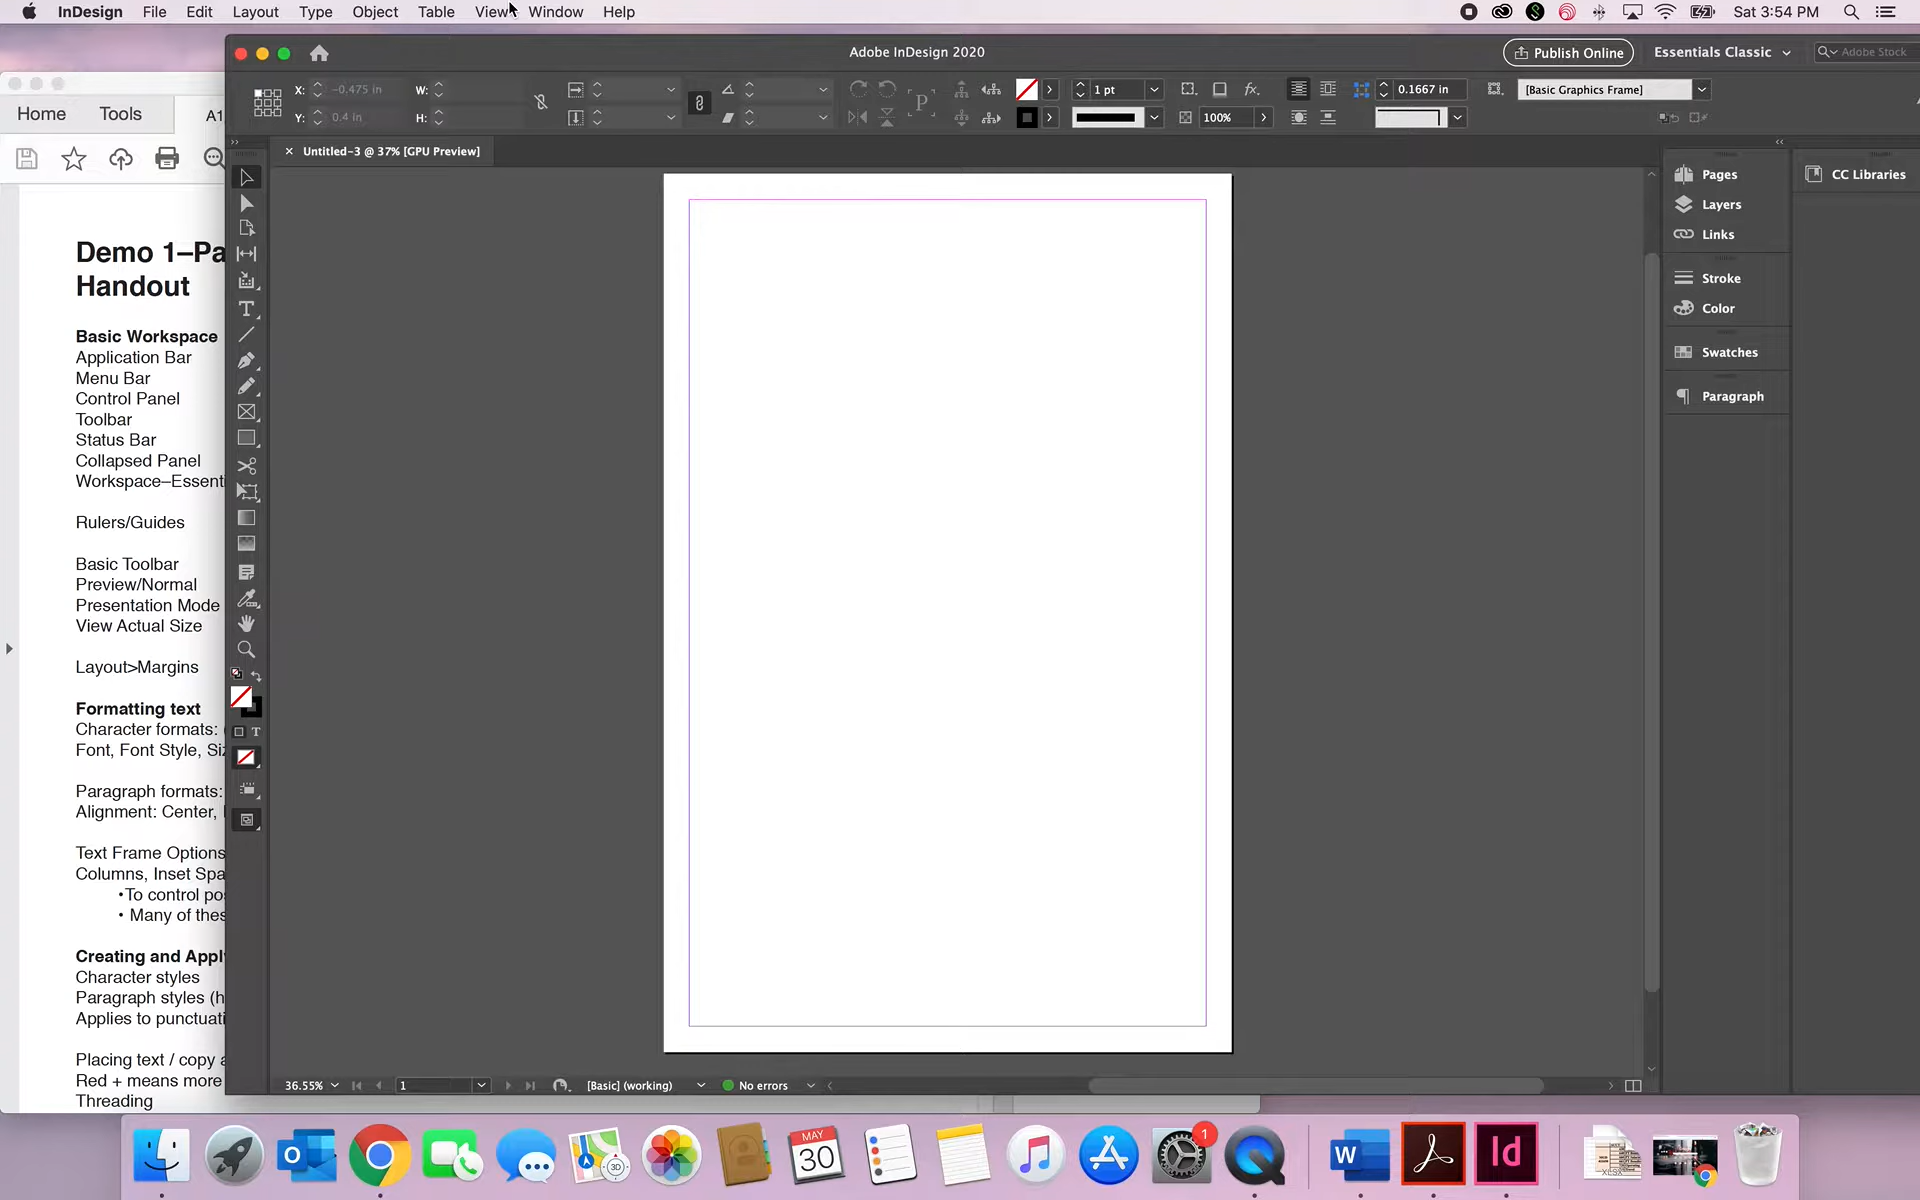 InDesign File Edit Layout Type Object Table View Window Help
Sat 3:54 PM
Adobe InDesign 2020
Publish Online
Essentials Classic
Adobe Stock
X: -0.475 in W:
1 pt
0.1667 in
[Basic Graphics Frame]
Y: 0.4 in H:
P
fx.
100%
Home Tools A1
Untitled-3 @ 37% [GPU Preview]
Pages
Layers
Links
Stroke
Color
Swatches
Paragraph
CC Libraries
Demo 1–Pa
Handout
Basic Workspace
Application Bar
Menu Bar
Control Panel
Toolbar
Status Bar
Collapsed Panel
Workspace–Essenti
Rulers/Guides
Basic Toolbar
Preview/Normal
Presentation Mode
View Actual Size
Layout>Margins
Formatting text
Character formats:
Font, Font Style, Siz
Paragraph formats:
Alignment: Center,
Text Frame Options
Columns, Inset Spa
•To control po
• Many of thes
Creating and Appl
Character styles
Paragraph styles (h
Applies to punctuati
Placing text / copy a
Red + means more
Threading
36.55% 1 [Basic] (working) No errors
MAY
30
1
W
Id
XLSX